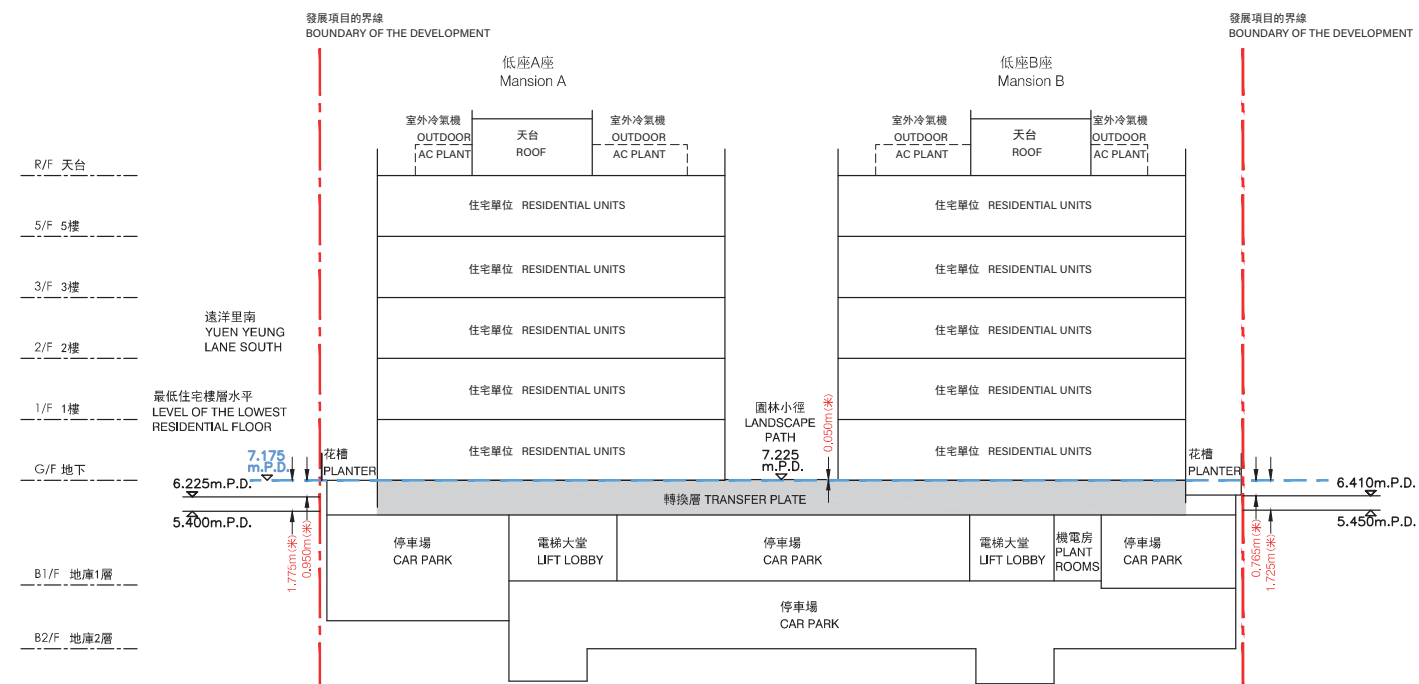 發展項目的界線
BOUNDARY OF THE DEVELOPMENT
發展項目的界線
BOUNDARY OF THE DEVELOPMENT
低座A座
Mansion A
低座B座
Mansion B
室外冷氣機
OUTDOOR
AC PLANT
天台
ROOF
室外冷氣機
OUTDOOR
AC PLANT
室外冷氣機
OUTDOOR
AC PLANT
天台
ROOF
室外冷氣機
OUTDOOR
AC PLANT
R/F 天台
住宅單位 RESIDENTIAL UNITS
住宅單位 RESIDENTIAL UNITS
5/F 5樓
住宅單位 RESIDENTIAL UNITS
住宅單位 RESIDENTIAL UNITS
3/F 3樓
遠洋里南
YUEN YEUNG
LANE SOUTH
住宅單位 RESIDENTIAL UNITS
住宅單位 RESIDENTIAL UNITS
2/F 2樓
住宅單位 RESIDENTIAL UNITS
住宅單位 RESIDENTIAL UNITS
最低住宅樓層水平
LEVEL OF THE LOWEST
RESIDENTIAL FLOOR
1/F 1樓
園林小徑
LANDSCAPE
PATH
7.225
m.P.D.
0.050m(米)
住宅單位 RESIDENTIAL UNITS
住宅單位 RESIDENTIAL UNITS
7.175
m.P.D.
花槽
PLANTER
花槽
PLANTER
G/F 地下
6.225m.P.D.
5.400m.P.D.
1.775m(米)
0.950m(米)
轉換層 TRANSFER PLATE
6.410m.P.D.
5.450m.P.D.
0.765m(米)
1.725m(米)
停車場
CAR PARK
電梯大堂
LIFT LOBBY
停車場
CAR PARK
電梯大堂
LIFT LOBBY
機電房
PLANT
ROOMS
停車場
CAR PARK
B1/F 地庫1層
停車場
CAR PARK
B2/F 地庫2層